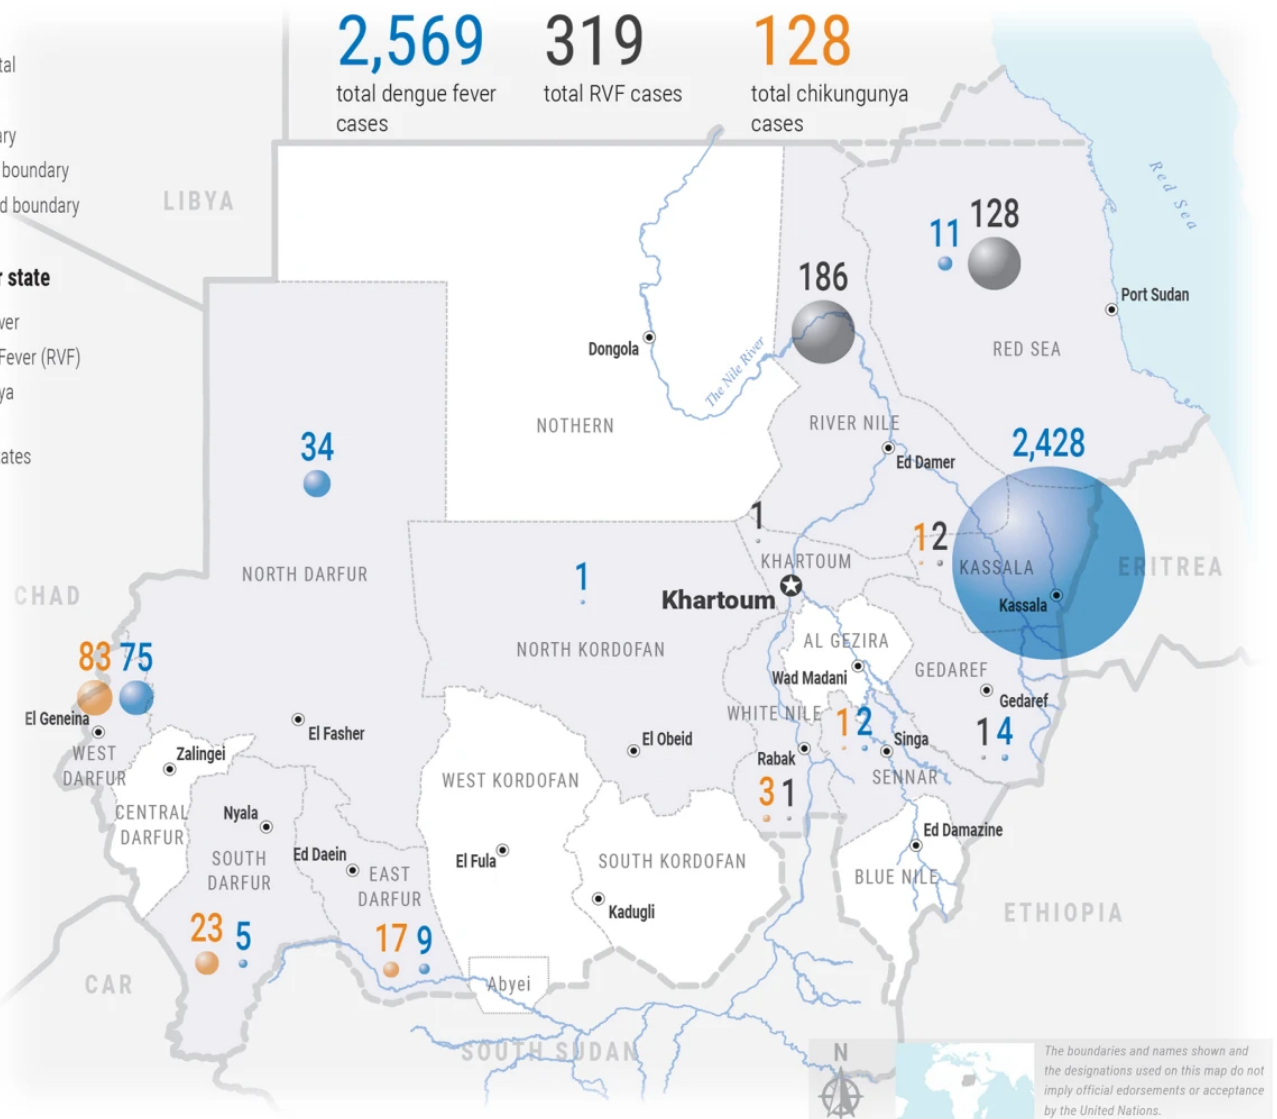 2,569
319
128
total dengue fever
cases
total RVF cases
total chikungunya
cases
tal
ary
boundary
d boundary
r state
ver
Fever (RVF)
ya
tates
LIBYA
Red Sea
11
128
186
Port Sudan
Dongola
The Nile River
RED SEA
NOTHERN
RIVER NILE
2,428
34
Ed Damer
1
1
2
KHARTOUM
KASSALA
ERITREA
NORTH DARFUR
1
CHAD
Khartoum
Kassala
NORTH KORDOFAN
AL GEZIRA
83
75
GEDAREF
Wad Madani
Gedaref
El Geneina
WHITE NILE
1
2
El Fasher
El Obeid
Singa
1
4
WEST
DARFUR
Zalingei
Rabak
SENNAR
WEST KORDOFAN
3
1
CENTRAL
DARFUR
Nyala
Ed Damazine
Ed Daein
El Fula
SOUTH KORDOFAN
SOUTH
DARFUR
EAST
DARFUR
BLUE NILE
Kadugli
ETHIOPIA
23
5
17
9
CAR
Abyei
SOUTH SUDAN
N
The boundaries and names shown and
the designations used on this map do not
imply official edorsements or acceptance
by the United Nations.